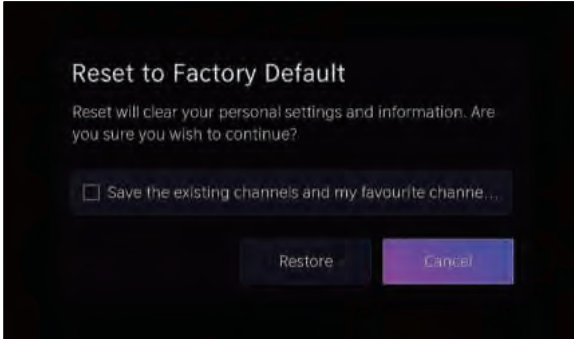 Reset to Factory Default
Reset will clear your personal settings and information. Are
you sure you wish to continue?
Save the existing channels and my favourite channe...
Restore
Cancel